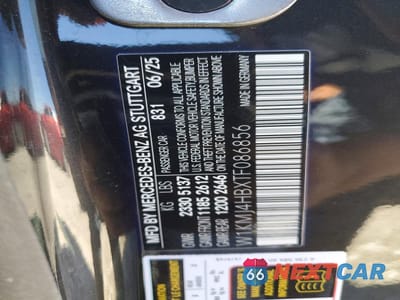 MFD BY MERCEDES-BENZ AG STUTTGART
PASSENGER CAR 831 06/25
KG LBS
GVWR 2330 5137
GAWR-FRONT 1185 2612
GAWR-REAR 1200 2646
THIS VEHICLE CONFORMS TO ALL APPLICABLE
U.S. FEDERAL MOTOR VEHICLE SAFETY, BUMPER
AND THEFT PREVENTION STANDARDS IN EFFECT
ON THE DATE OF MANUFACTURE SHOWN ABOVE
W1KMJ4HBXTF086856
MADE IN GERMANY
66
NEXTCAR